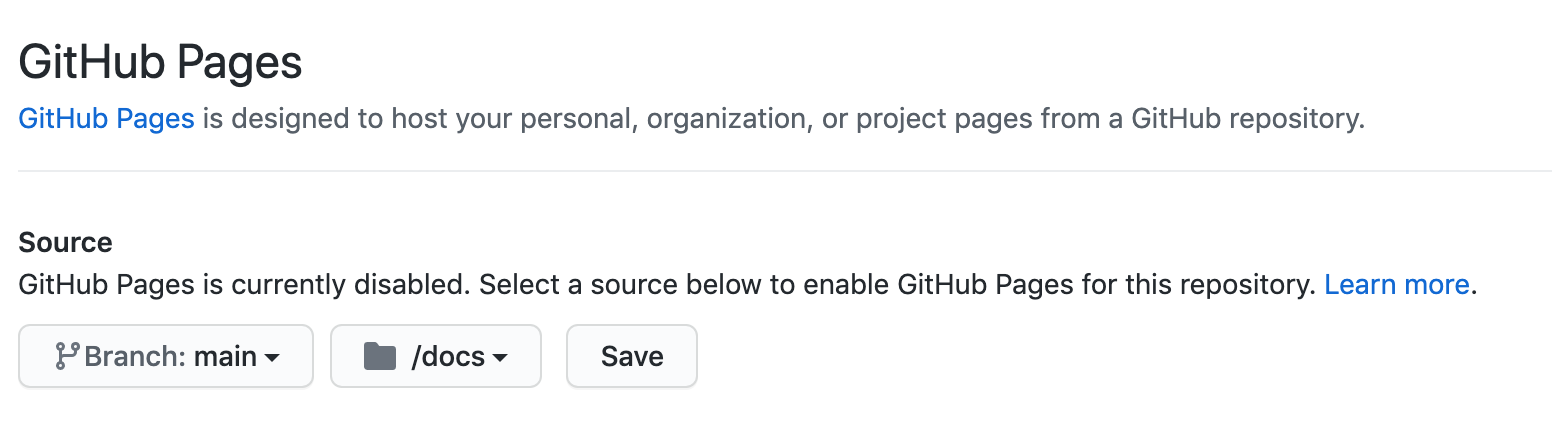 GitHub Pages
GitHub Pages is designed to host your personal, organization, or project pages from a GitHub repository.
Source
GitHub Pages is currently disabled. Select a source below to enable GitHub Pages for this repository. Learn more.
Branch: main /docs Save